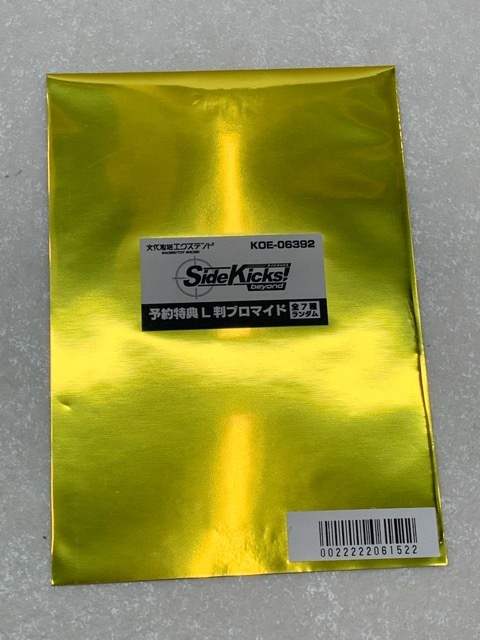 文化放送エクステンド
KOE-06392
SideKicks!
beyond
予約特典L判ブロマイド
全7種
ランダム
0022222061522